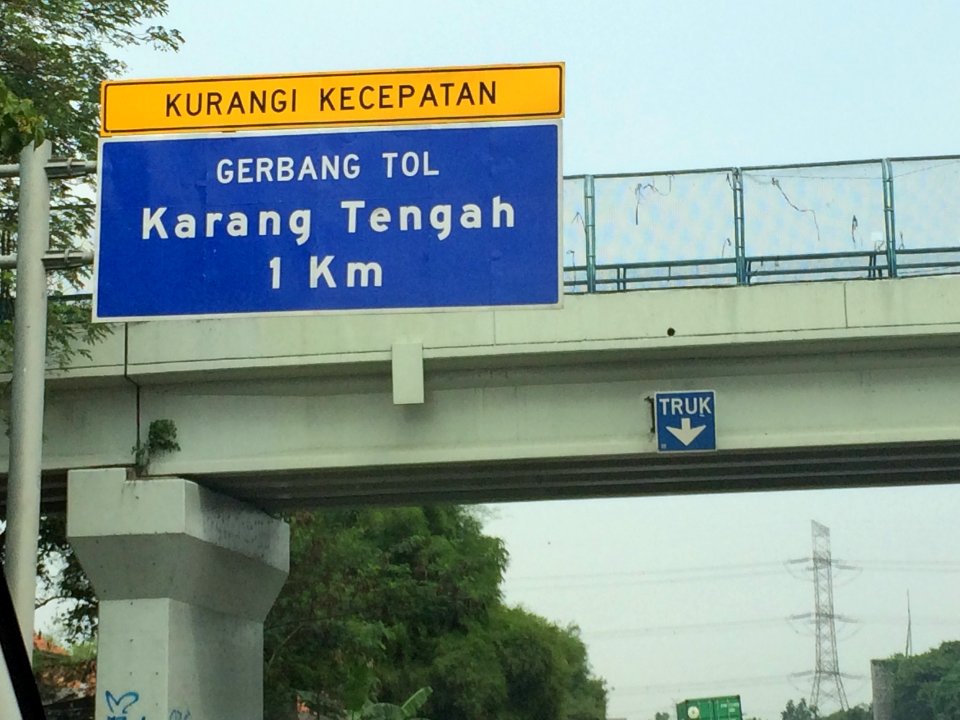 KURANGI KECEPATAN
GERBANG TOL
Karang Tengah
1 Km
TRUK